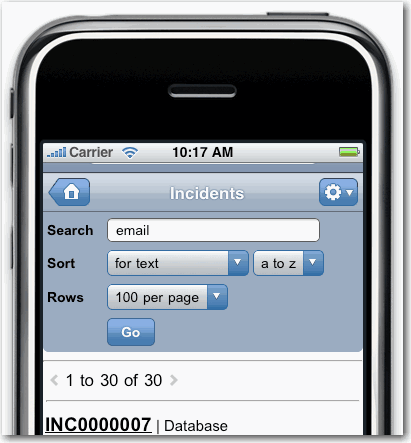 Carrier 10:17 AM
Incidents
Search email
Sort for text a to z
Rows 100 per page
Go
1 to 30 of 30
INC0000007 | Database